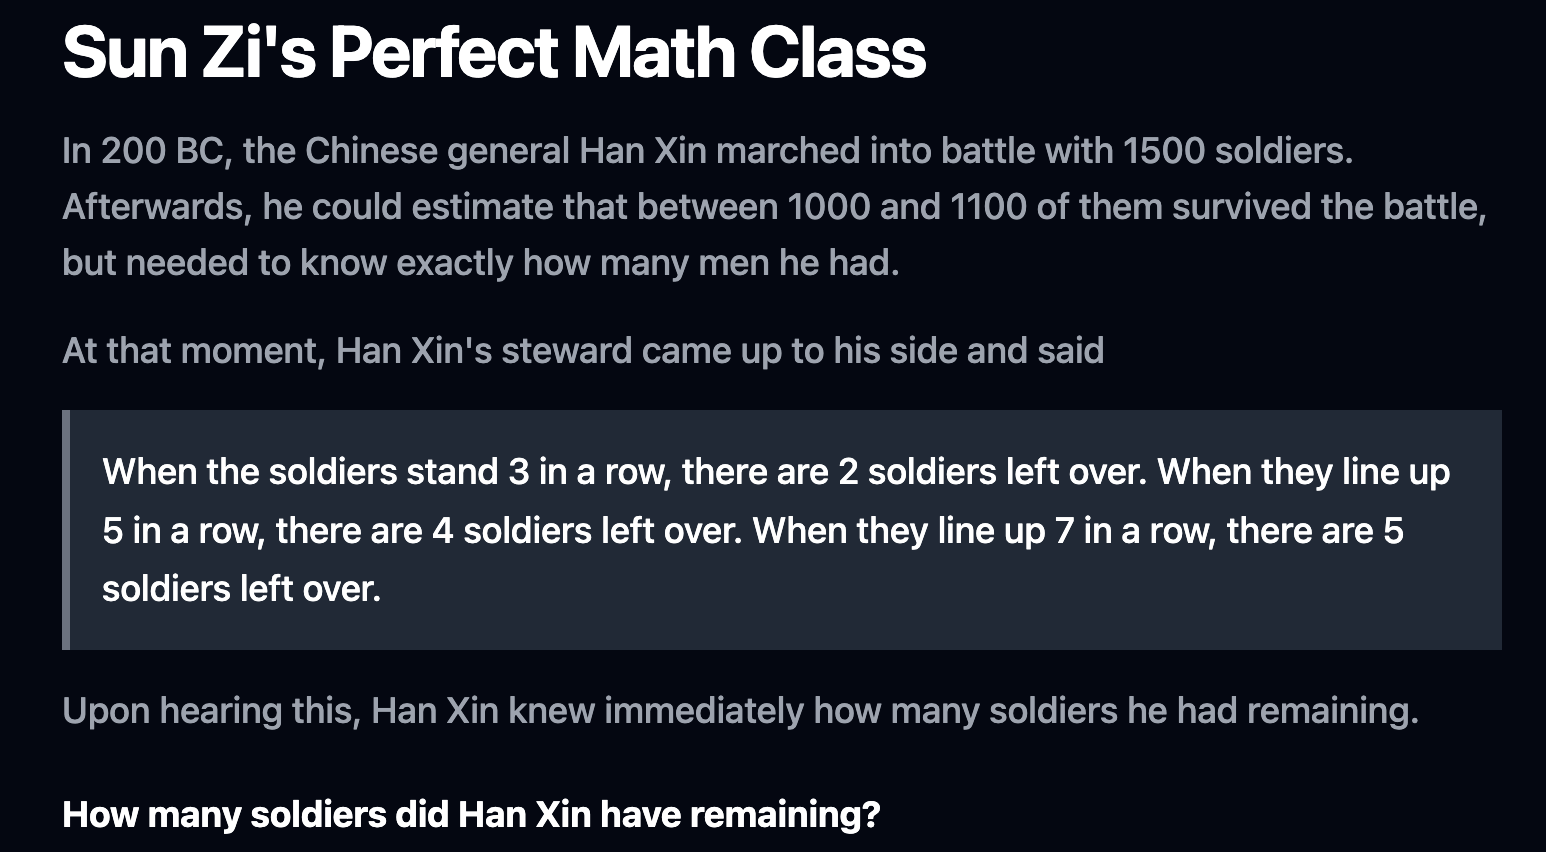 Sun Zi's Perfect Math Class
In 200 BC, the Chinese general Han Xin marched into battle with 1500 soldiers.
Afterwards, he could estimate that between 1000 and 1100 of them survived the battle,
but needed to know exactly how many men he had.
At that moment, Han Xin's steward came up to his side and said
When the soldiers stand 3 in a row, there are 2 soldiers left over. When they line up
5 in a row, there are 4 soldiers left over. When they line up 7 in a row, there are 5
soldiers left over.
Upon hearing this, Han Xin knew immediately how many soldiers he had remaining.
How many soldiers did Han Xin have remaining?